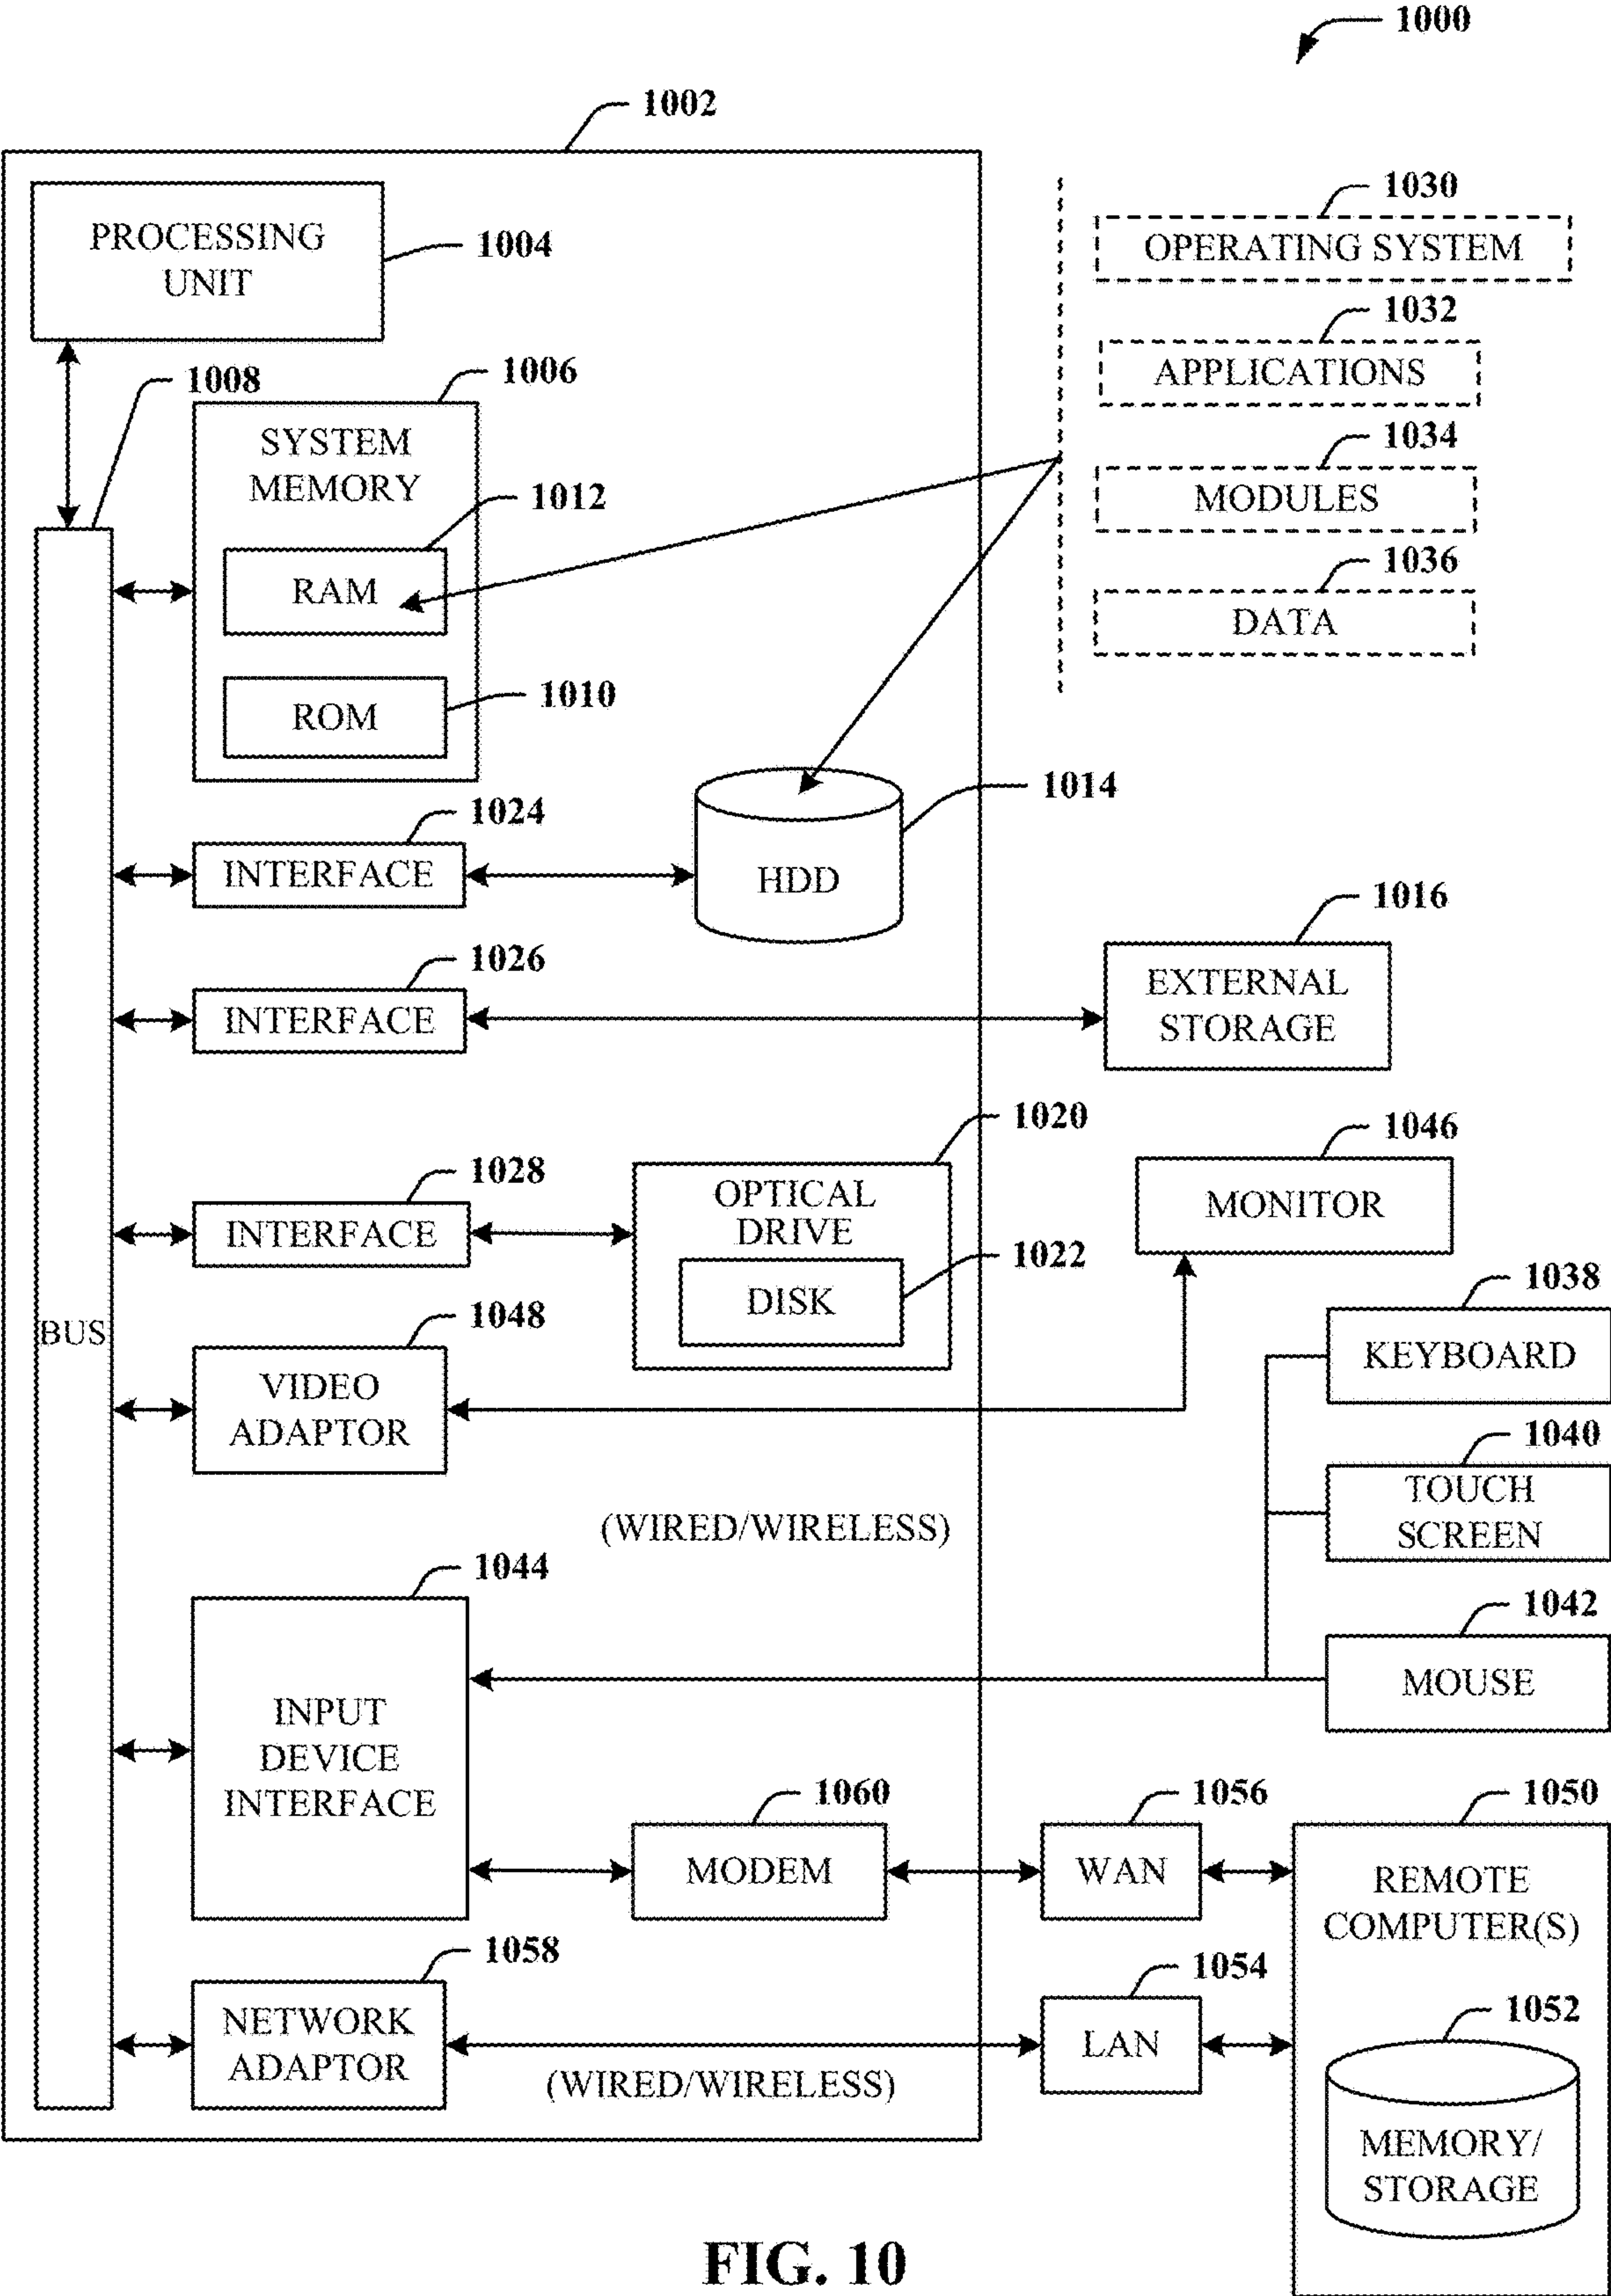 1000
1002
PROCESSING
UNIT
1004
1030
OPERATING SYSTEM
1032
APPLICATIONS
1034
MODULES
1036
DATA
1008
1006
SYSTEM
MEMORY
1012
RAM
1010
ROM
1024
INTERFACE
1014
HDD
1026
INTERFACE
1016
EXTERNAL
STORAGE
1028
INTERFACE
1020
OPTICAL
DRIVE
1022
DISK
1046
MONITOR
BUS
1048
VIDEO
ADAPTOR
1038
KEYBOARD
1040
TOUCH
SCREEN
(WIRED/WIRELESS)
1042
MOUSE
1044
INPUT
DEVICE
INTERFACE
1060
MODEM
1056
WAN
1050
REMOTE
COMPUTER(S)
1058
NETWORK
ADAPTOR
(WIRED/WIRELESS)
1054
LAN
1052
MEMORY/
STORAGE
FIG. 10